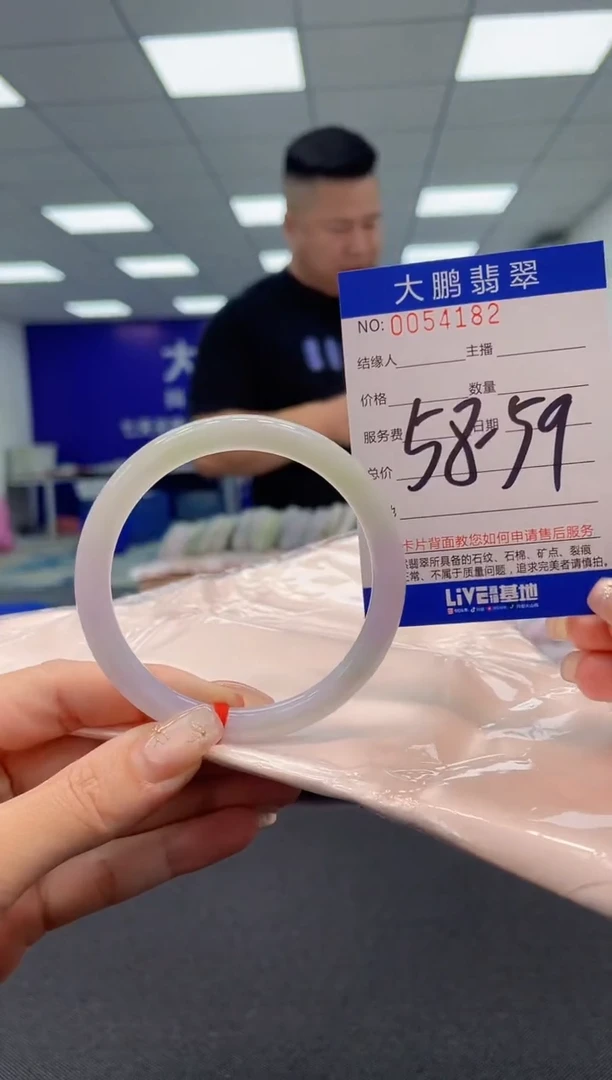 大鹏翡翠
NO: 0054182
结缘人 主播
价格 数量
服务费 日期
58-59
总价
卡片背面教您如何申请售后服务
翡翠所具备的石纹、石棉、矿点、裂痕
正常、不属于质量问题，追求完美者请慎拍。
LiVE 基地
大